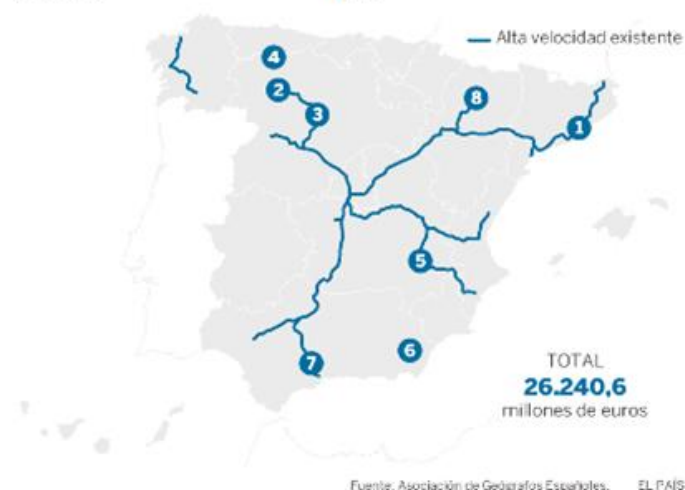 Alta velocidad existente
4
2
3
8
1
5
6
7
TOTAL
26.240,6
millones de euros
Fuente: Asociación de Geógrafos Españoles. EL PAÍS